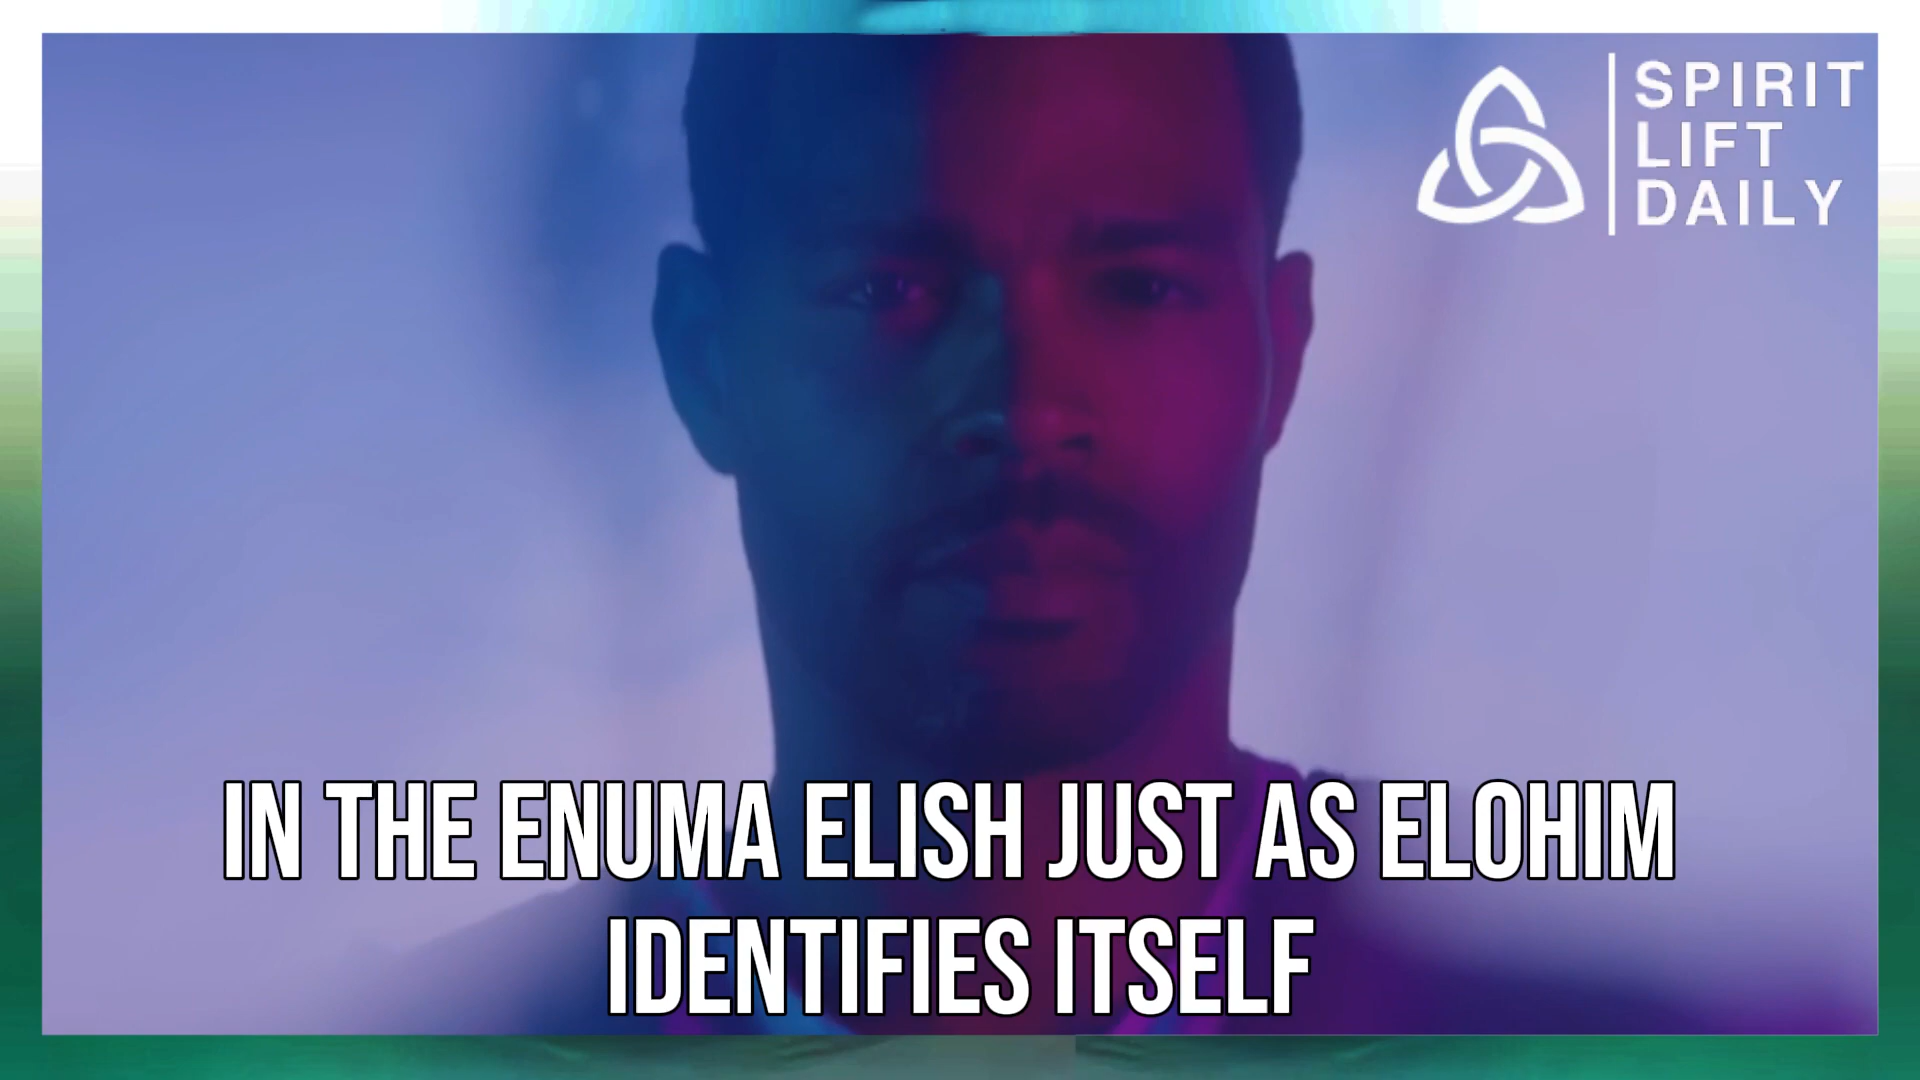 SPIRIT
LIFT
DAILY
IN THE ENUMA ELISH JUST AS ELOHIM
IDENTIFIES ITSELF